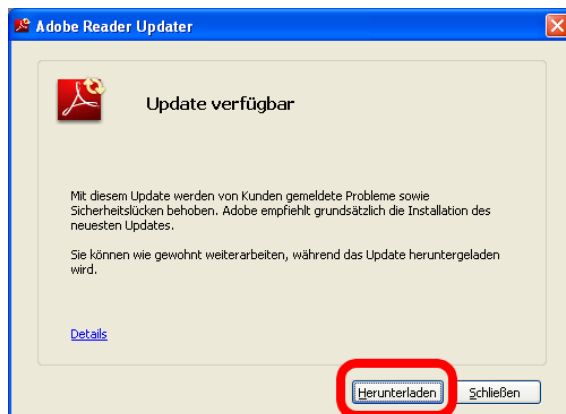 Adobe Reader Updater
Update verfügbar
Mit diesem Update werden von Kunden gemeldete Probleme sowie
Sicherheitslücken behoben. Adobe empfiehlt grundsätzlich die Installation des
neuesten Updates.
Sie können wie gewohnt weiterarbeiten, während das Update heruntergeladen
wird.
Details
Herunterladen
Schließen